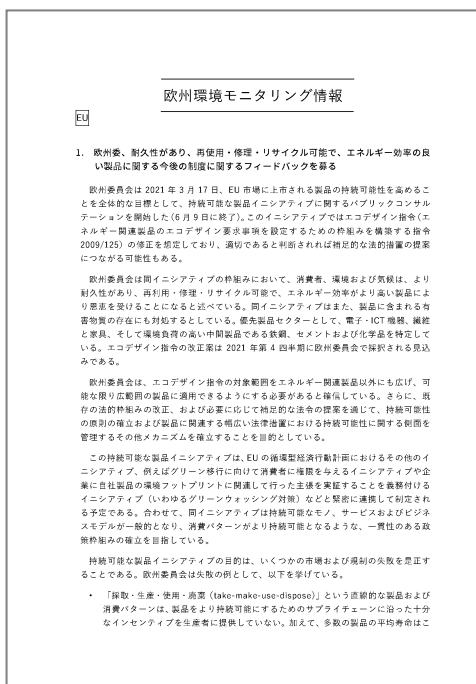 欧州環境モニタリング情報
EU
1. 欧州委、耐久性があり、再使用・修理・リサイクル可能で、エネルギー効率の良
い製品に関する今後の制度に関するフィードバックを募る
欧州委員会は 2021 年 3 月 17 日、EU 市場に上市される製品の持続可能性を高めるこ
とを全体的な目標として、持続可能な製品イニシアティブに関するパブリックコンサル
テーションを開始した(6 月 9 日に終了)。このイニシアティブではエコデザイン指令(エ
ネルギー関連製品のエコデザイン要求事項を設定するための枠組みを構築する指令
2009/125)の修正を想定しており、適切であると判断されれば補足的な法的措置の提案
につながる可能性もある。
欧州委員会は同イニシアティブの枠組みにおいて、消費者、環境および気候は、より
耐久性があり、再利用・修理・リサイクル可能で、エネルギー効率がより高い製品によ
り恩恵を受けることになると述べている。同イニシアティブはまた、製品に含まれる有
害物質の存在にも対処するとしている。優先製品セクターとして、電子・ICT 機器、繊維
と家具、そして環境負荷の高い中間製品である鉄鋼、セメントおよび化学品を特定して
いる。エコデザイン指令の改正案は 2021 年第 4 四半期に欧州委員会で採択される見込
みである。
欧州委員会は、エコデザイン指令の対象範囲をエネルギー関連製品以外にも広げ、可
能な限り広範囲の製品に適用できるようにする必要があると確信している。さらに、既
存の法的枠組みの改正、および必要に応じて補足的な法令の提案を通じて、持続可能性
の原則の確立および製品に関連する幅広い法律措置における持続可能性に関する側面を
管理するその他メカニズムを確立することを目的としている。
この持続可能な製品イニシアティブは、EU の循環型経済行動計画におけるその他のイ
ニシアティブ、例えばグリーン移行に向けて消費者に権限を与えるイニシアティブや企
業に自社製品の環境フットプリントに関連して行った主張を実証することを義務付ける
イニシアティブ(いわゆるグリーンウォッシング対策)などと緊密に連携して制定され
る予定である。合わせて、同イニシアティブは持続可能なモノ、サービスおよびビジネ
スモデルが一般的となり、消費パターンがより持続可能となるような、一貫性のある政
策枠組みの確立を目指している。
持続可能な製品イニシアティブの目的は、いくつかの市場および規制の失敗を是正す
ることである。欧州委員会は失敗の例として、以下を挙げている。
• 「採取・生産・使用・廃棄(take-make-use-dispose)」という直線的な製品および
消費パターンは、製品をより持続可能にするためのサプライチェーンに沿った十分
なインセンティブを生産者に提供していない。加えて、多数の製品の平均寿命はこ